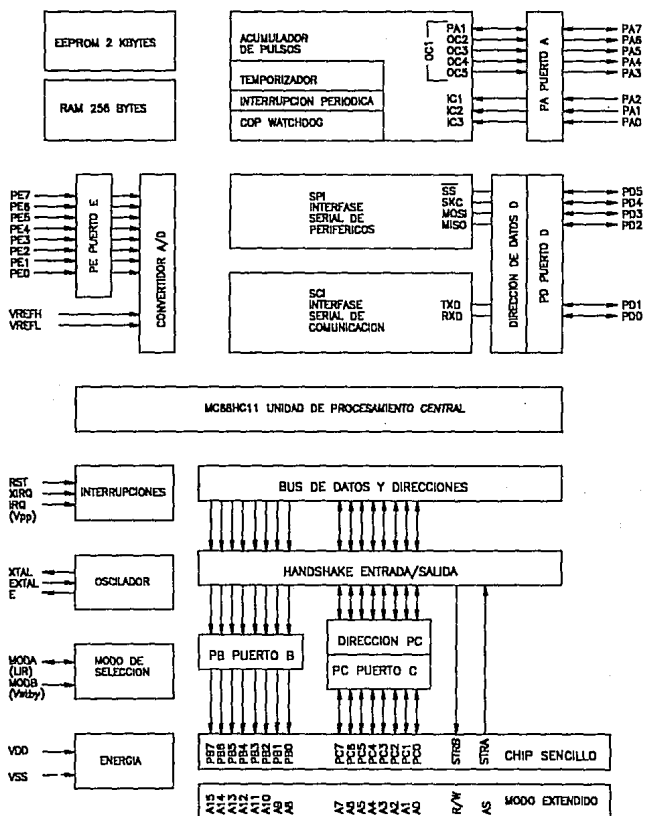 EEPROM 2 KBYTES
RAM 256 BYTES
ACUMULADOR
DE PULSOS
TEMPORIZADOR
INTERRUPCION PERIODICA
COP WATCHDOG
OC1
PA1
OC2
OC3
OC4
OC5
IC1
IC2
IC3
PA PUERTO A
PA7
PA6
PA5
PA4
PA3
PA2
PA1
PA0
PE7
PE6
PE5
PE4
PE3
PE2
PE1
PE0
VREFH
VREFL
PE PUERTO E
CONVERTIDOR A/D
SPI
INTERFASE
SERIAL DE
PERIFERICOS
SS
SKC
MOSI
MISO
SCI
INTERFASE
SERIAL DE
COMUNICACION
TXD
RXD
DIRECCION DE DATOS D
PD PUERTO D
PD5
PD4
PD3
PD2
PD1
PD0
MC68HC11 UNIDAD DE PROCESAMIENTO CENTRAL
RST
XIRQ
IRQ
(Vpp)
INTERRUPCIONES
BUS DE DATOS Y DIRECCIONES
XTAL
EXTAL
E
OSCILADOR
HANDSHAKE ENTRADA/SALIDA
MODA
(LIR)
MODB
(Vstby)
MODO DE
SELECCION
PB PUERTO B
DIRECCION PC
PC PUERTO C
VDD
VSS
ENERGIA
PB7
PB6
PB5
PB4
PB3
PB2
PB1
PB0
PC7
PC6
PC5
PC4
PC3
PC2
PC1
PC0
STRB
STRA
CHIP SENCILLO
A15
A14
A13
A12
A11
A10
A9
A8
A7
A6
A5
A4
A3
A2
A1
A0
R/W
AS
MODO EXTENDIDO